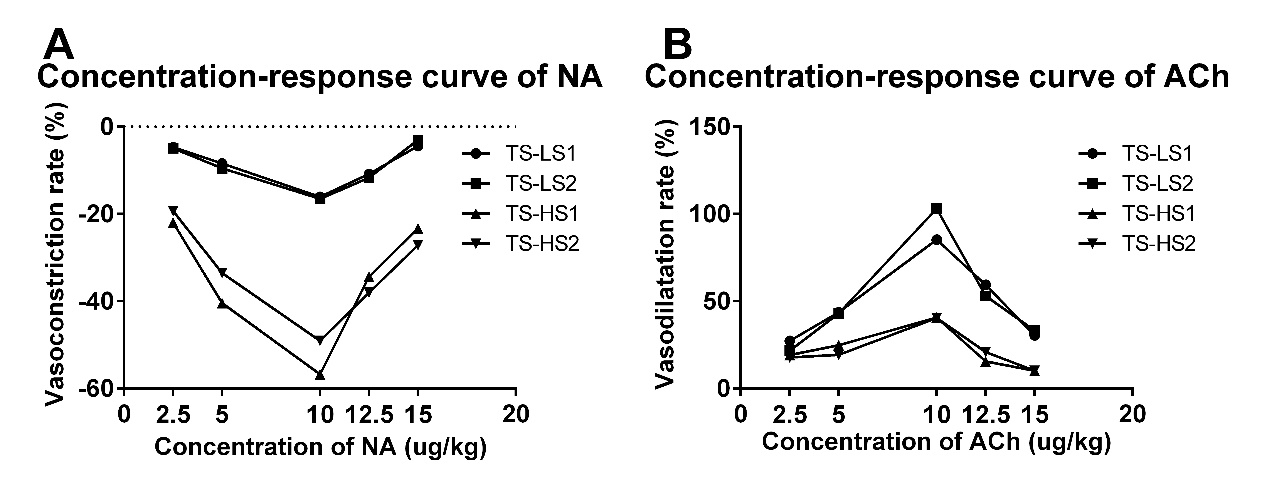 A
Concentration-response curve of NA
Vasoconstriction rate (%)
0
-20
-40
-60
0 2.5 5 10 12.5 15 20
Concentration of NA (ug/kg)
TS-LS1
TS-LS2
TS-HS1
TS-HS2
B
Concentration-response curve of ACh
Vasodilatation rate (%)
150
100
50
0
0 2.5 5 10 12.5 15 20
Concentration of ACh (ug/kg)
TS-LS1
TS-LS2
TS-HS1
TS-HS2